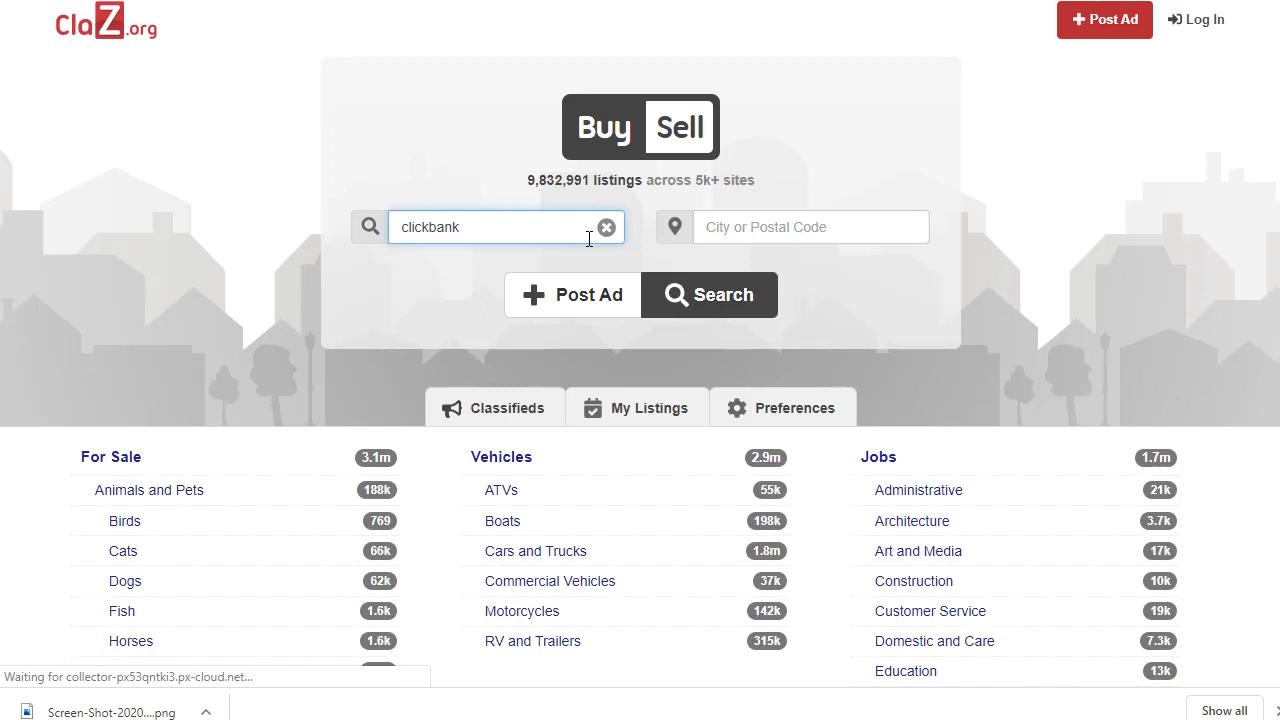 ClaZ.org
Post Ad
Log In
Buy Sell
9,832,991 listings across 5k+ sites
clickbank
City or Postal Code
Post Ad
Search
Classifieds
My Listings
Preferences
For Sale 3.1m
Animals and Pets 188k
Birds 769
Cats 66k
Dogs 62k
Fish 1.6k
Horses 1.6k
Vehicles 2.9m
ATVs 55k
Boats 198k
Cars and Trucks 1.8m
Commercial Vehicles 37k
Motorcycles 142k
RV and Trailers 315k
Jobs 1.7m
Administrative 21k
Architecture 3.7k
Art and Media 17k
Construction 10k
Customer Service 19k
Domestic and Care 7.3k
Education 13k
Waiting for collector-px53qntki3.px-cloud.net...
Screen-Shot-2020....png
Show all